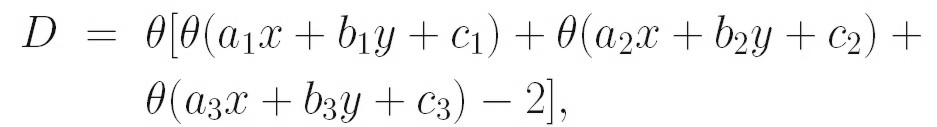 D = θ[θ(a₁x + b₁y + c₁) + θ(a₂x + b₂y + c₂) +
θ(a₃x + b₃y + c₃) − 2],